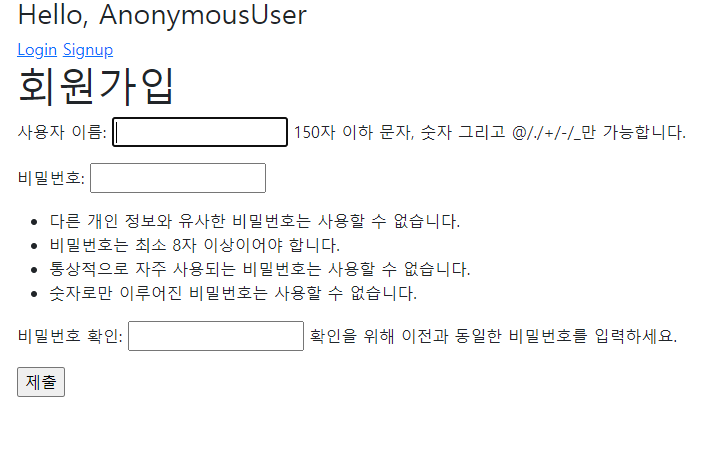 Hello, AnonymousUser
Login Signup
회원가입
사용자 이름: 150자 이하 문자, 숫자 그리고 @/./+/-/_만 가능합니다.
비밀번호:
다른 개인 정보와 유사한 비밀번호는 사용할 수 없습니다.
비밀번호는 최소 8자 이상이어야 합니다.
통상적으로 자주 사용되는 비밀번호는 사용할 수 없습니다.
숫자로만 이루어진 비밀번호는 사용할 수 없습니다.
비밀번호 확인: 확인을 위해 이전과 동일한 비밀번호를 입력하세요.
제출